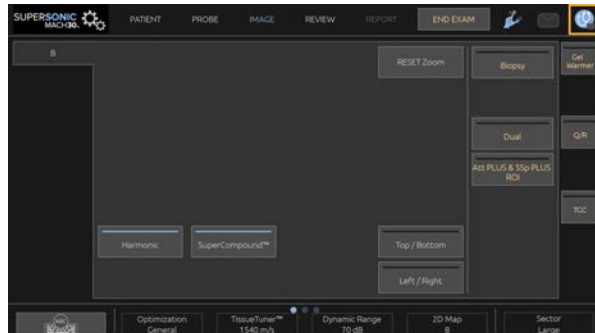 SUPERSONIC
MACH30.
PATIENT
PROBE
IMAGE
REVIEW
REPORT
END EXAM
B
RESET Zoom
Biopsy
Gel
Warmer
Dual
Q/R
Att PLUS & SSp PLUS
ROI
TGC
Harmonic
SuperCompound™
Top / Bottom
Left / Right
Optimization
General
TissueTuner™
1540 m/s
Dynamic Range
70 dB
2D Map
8
Sector
Large